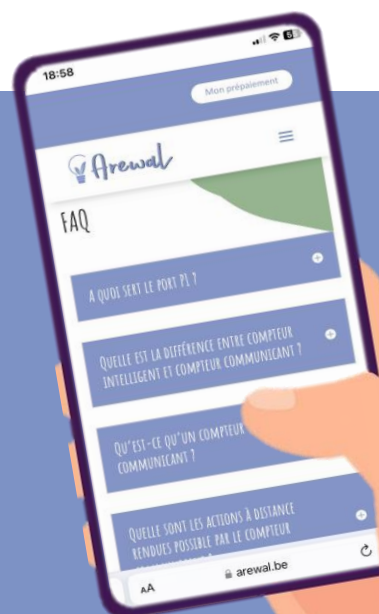 18:58
Mon prépaiement
Arewal
FAQ
A QUOI SERT LE PORT P1 ?
QUELLE EST LA DIFFÉRENCE ENTRE COMPTEUR
INTELLIGENT ET COMPTEUR COMMUNICANT ?
QU'EST-CE QU'UN COMPTEUR
COMMUNICANT ?
QUELLE SONT LES ACTIONS À DISTANCE
RENDUES POSSIBLE PAR LE COMPTEUR
AA
arewal.be